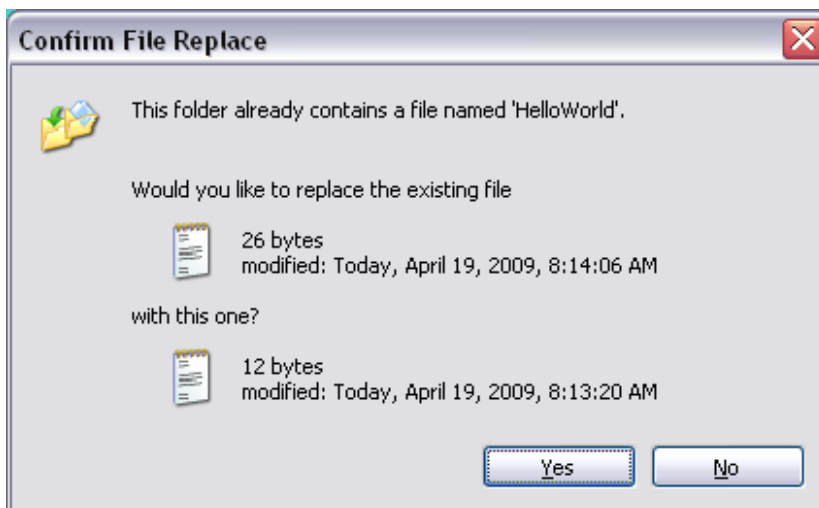 Confirm File Replace
This folder already contains a file named 'HelloWorld'.
Would you like to replace the existing file
26 bytes
modified: Today, April 19, 2009, 8:14:06 AM
with this one?
12 bytes
modified: Today, April 19, 2009, 8:13:20 AM
Yes No